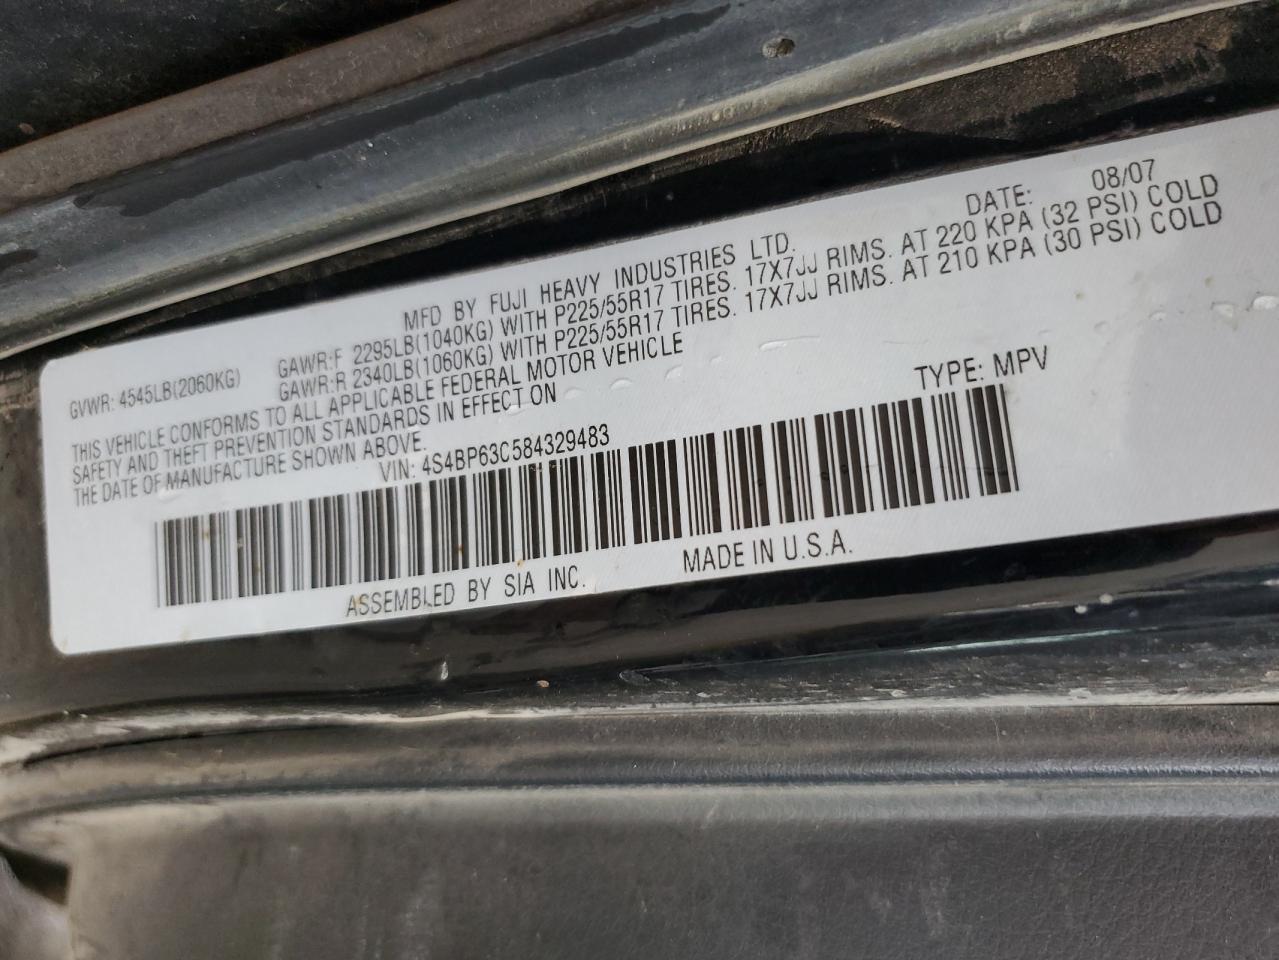 MFD BY FUJI HEAVY INDUSTRIES LTD. DATE: 08/07
GVWR: 4545LB(2060KG) GAWR:F 2295LB(1040KG) WITH P225/55R17 TIRES. 17X7JJ RIMS. AT 220 KPA (32 PSI) COLD
GAWR:R 2340LB(1060KG) WITH P225/55R17 TIRES. 17X7JJ RIMS. AT 210 KPA (30 PSI) COLD
THIS VEHICLE CONFORMS TO ALL APPLICABLE FEDERAL MOTOR VEHICLE
SAFETY AND THEFT PREVENTION STANDARDS IN EFFECT ON
THE DATE OF MANUFACTURE SHOWN ABOVE.
VIN: 4S4BP63C584329483 TYPE: MPV
ASSEMBLED BY SIA INC. MADE IN U.S.A.